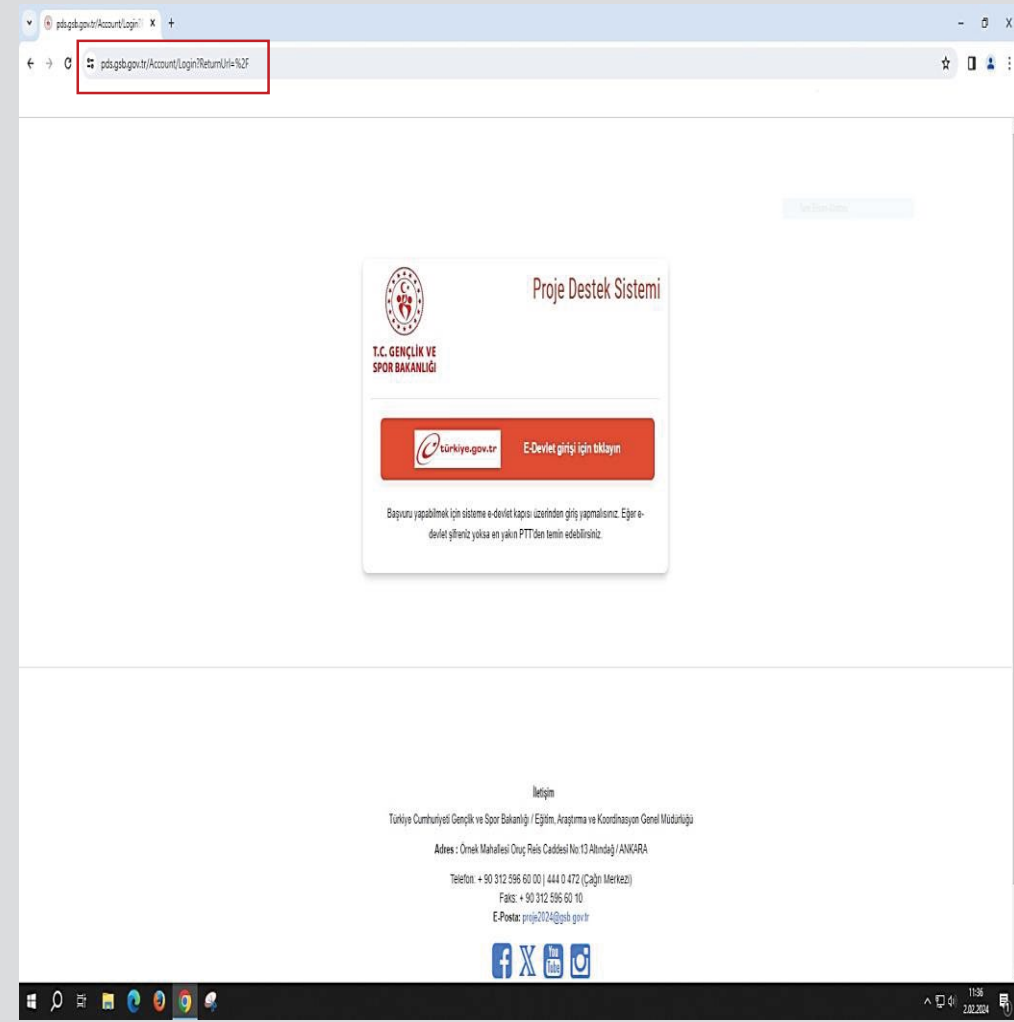 pds.gsb.gov.tr/Account/Login?
pds.gsb.gov.tr/Account/Login?ReturnUrl=%2F
Proje Destek Sistemi
T.C. GENÇLİK VE
SPOR BAKANLIĞI
türkiye.gov.tr
E-Devlet girişi için tıklayın
Başvuru yapabilmek için sisteme e-devlet kapısı üzerinden giriş yapmalısınız. Eğer e-
devlet şifreniz yoksa en yakın PTT'den temin edebilirsiniz.
İletişim
Türkiye Cumhuriyeti Gençlik ve Spor Bakanlığı / Eğitim, Araştırma ve Koordinasyon Genel Müdürlüğü
Adres : Örnek Mahallesi Oruç Reis Caddesi No:13 Altındağ / ANKARA
Telefon: + 90 312 596 60 00 | 444 0 472 (Çağrı Merkezi)
Faks: + 90 312 596 60 10
E-Posta: proje2024@gsb.gov.tr
You
Tube
11:36
2.02.2024